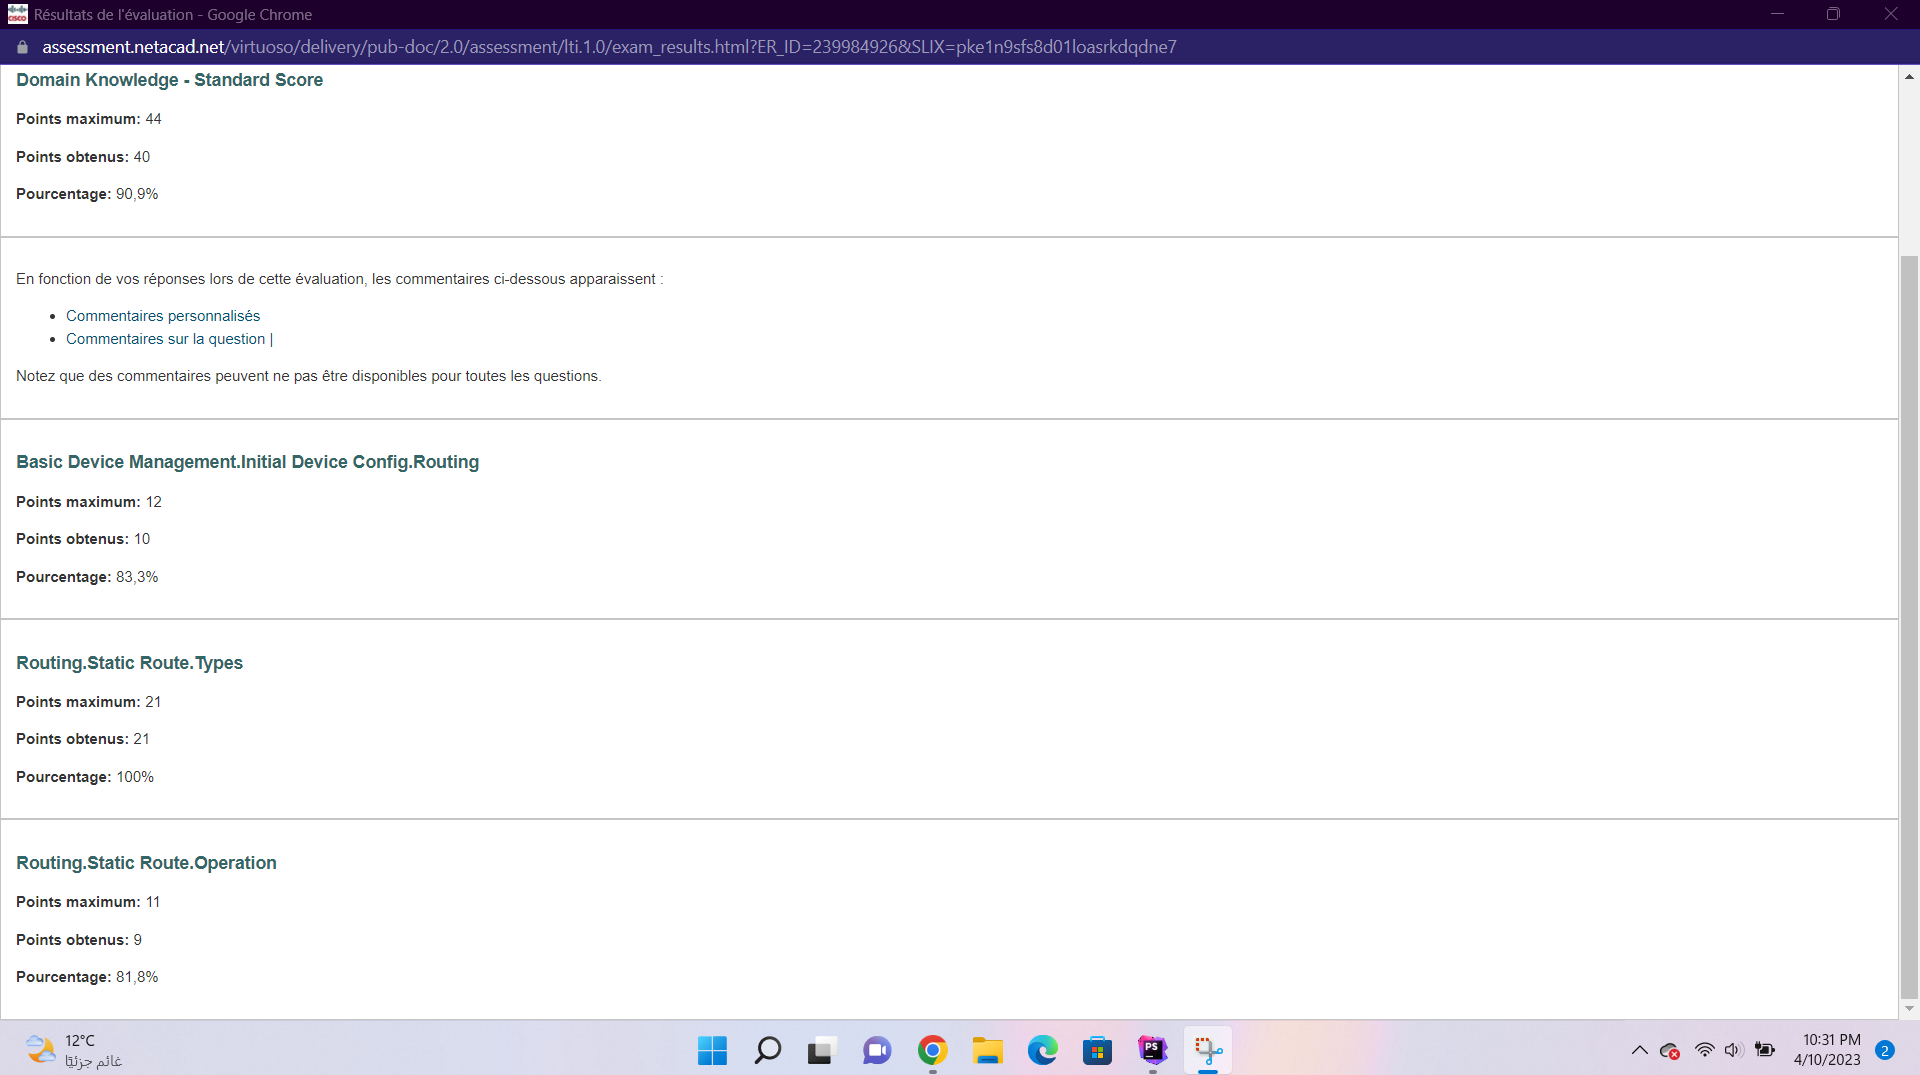 Résultats de l'évaluation - Google Chrome
assessment.netacad.net/virtuoso/delivery/pub-doc/2.0/assessment/lti.1.0/exam_results.html?ER_ID=239984926&SLIX=pke1n9sfs8d01loasrkdqdne7
Domain Knowledge - Standard Score
Points maximum: 44
Points obtenus: 40
Pourcentage: 90,9%
En fonction de vos réponses lors de cette évaluation, les commentaires ci-dessous apparaissent :
• Commentaires personnalisés
• Commentaires sur la question |
Notez que des commentaires peuvent ne pas être disponibles pour toutes les questions.
Basic Device Management.Initial Device Config.Routing
Points maximum: 12
Points obtenus: 10
Pourcentage: 83,3%
Routing.Static Route.Types
Points maximum: 21
Points obtenus: 21
Pourcentage: 100%
Routing.Static Route.Operation
Points maximum: 11
Points obtenus: 9
Pourcentage: 81,8%
12°C
غائم جزئيًا
PS
10:31 PM
4/10/2023
2